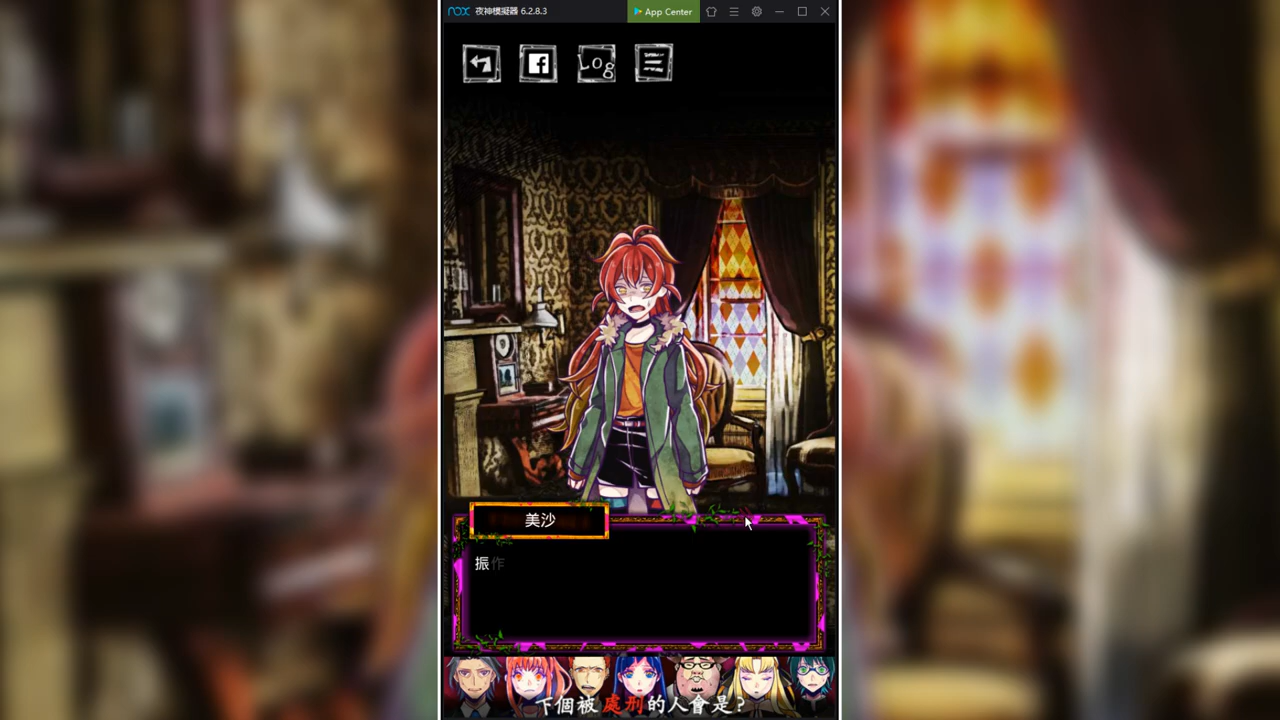 nox 夜神模擬器 6.2.8.3
App Center
Log
美沙
振作
下個被處刑的人會是?